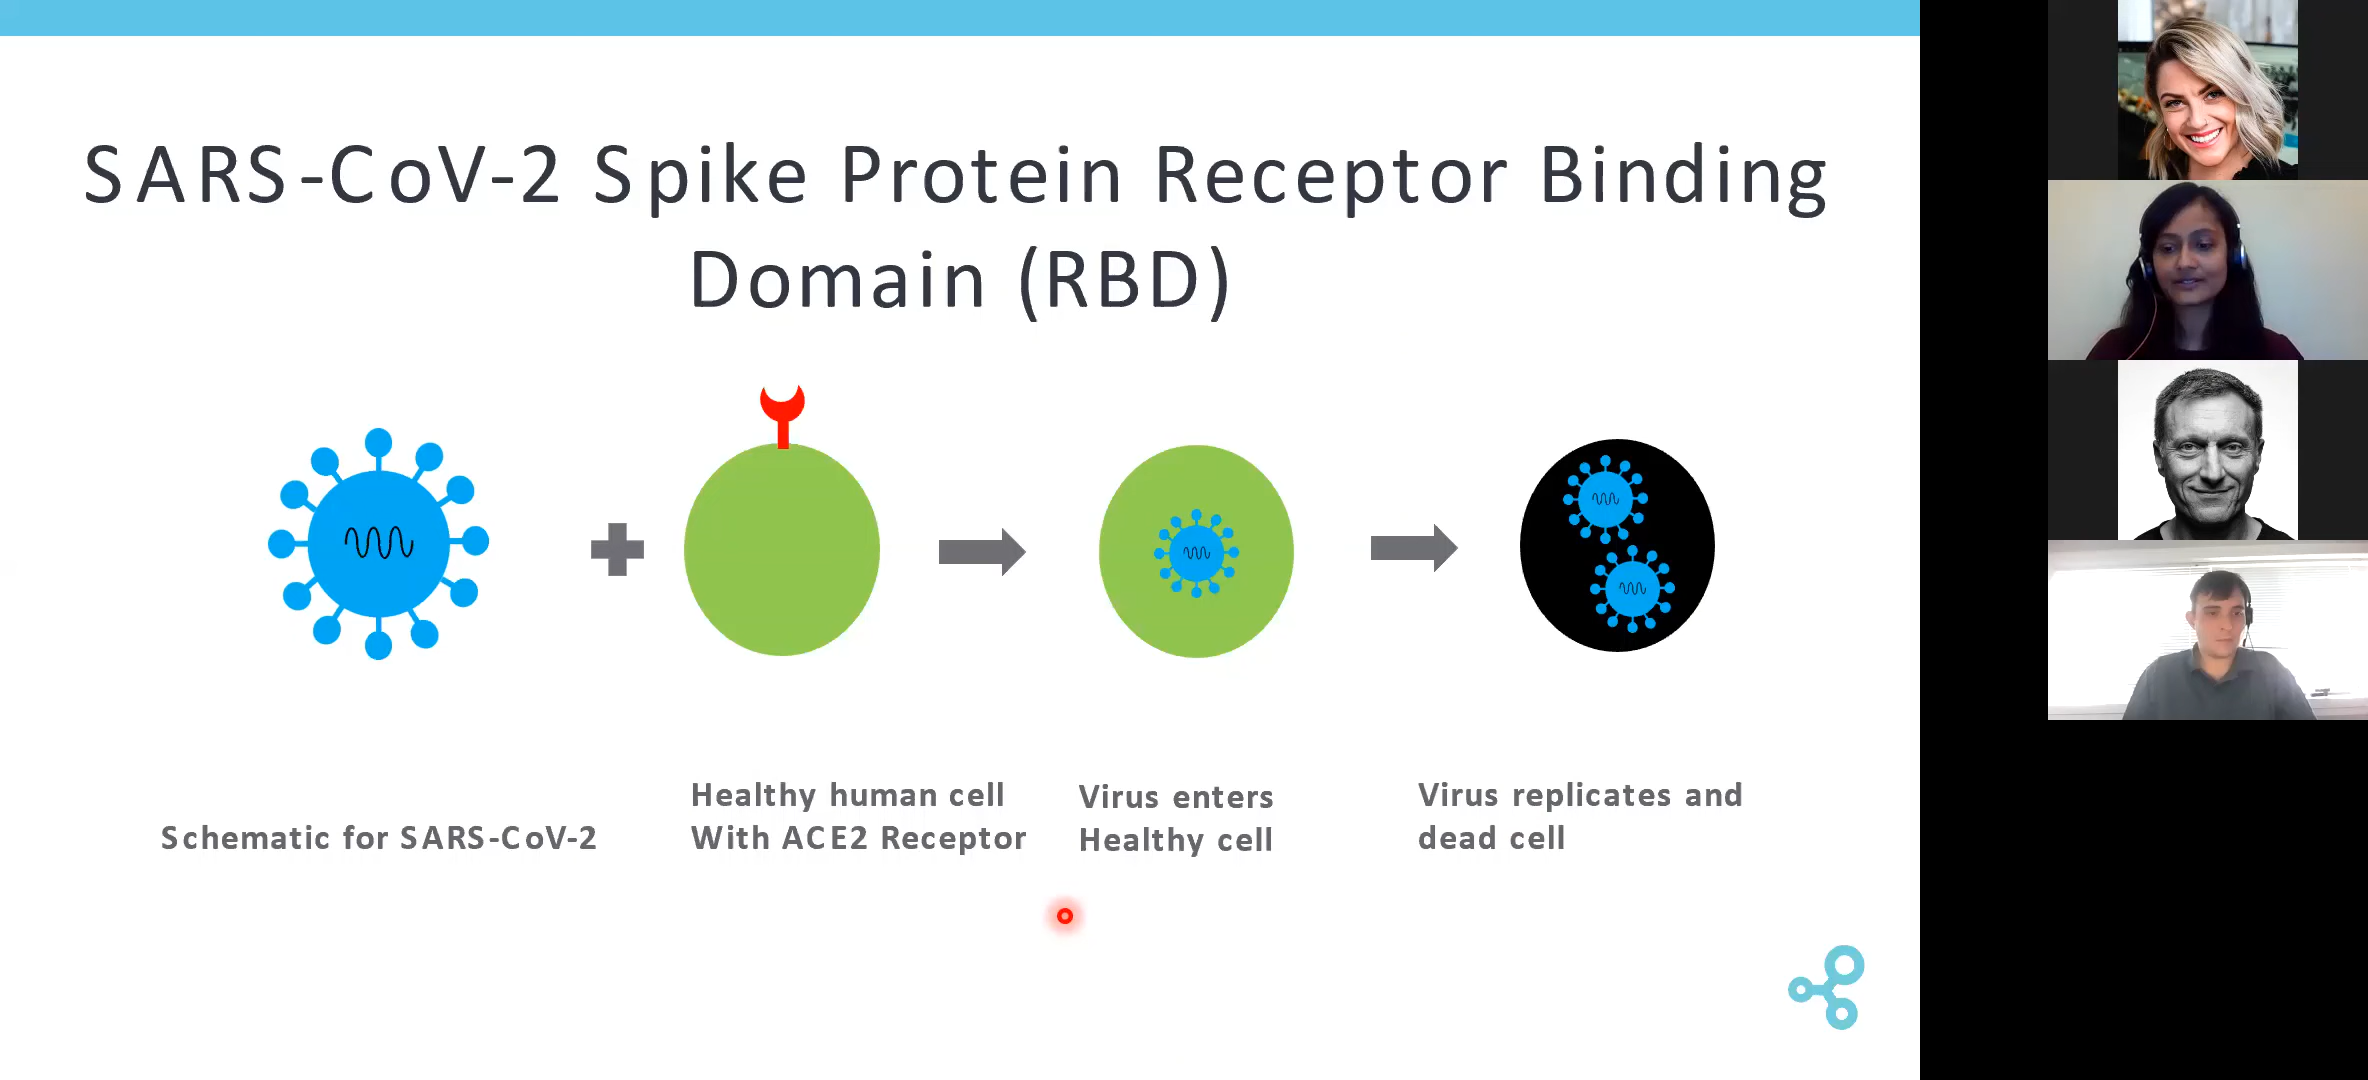 SARS-CoV-2 Spike Protein Receptor Binding
Domain (RBD)
Schematic for SARS-CoV-2
Healthy human cell
With ACE2 Receptor
Virus enters
Healthy cell
Virus replicates and
dead cell